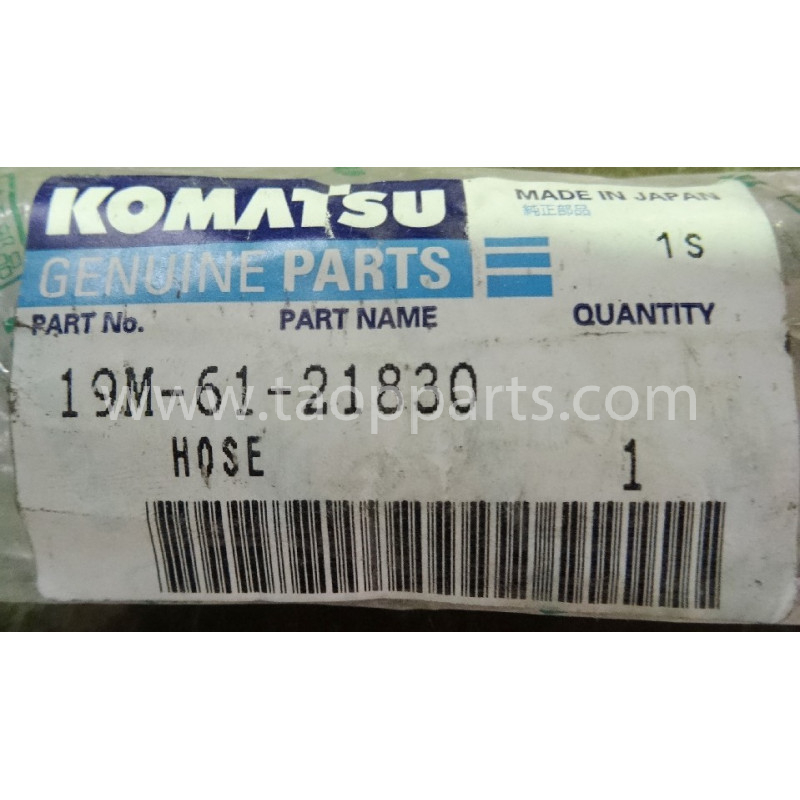 KOMATSU
GENUINE PARTS
MADE IN JAPAN
純正部品
1S
PART No. PART NAME QUANTITY
19M-61-21830
www.taopparts.com
HOSE 1